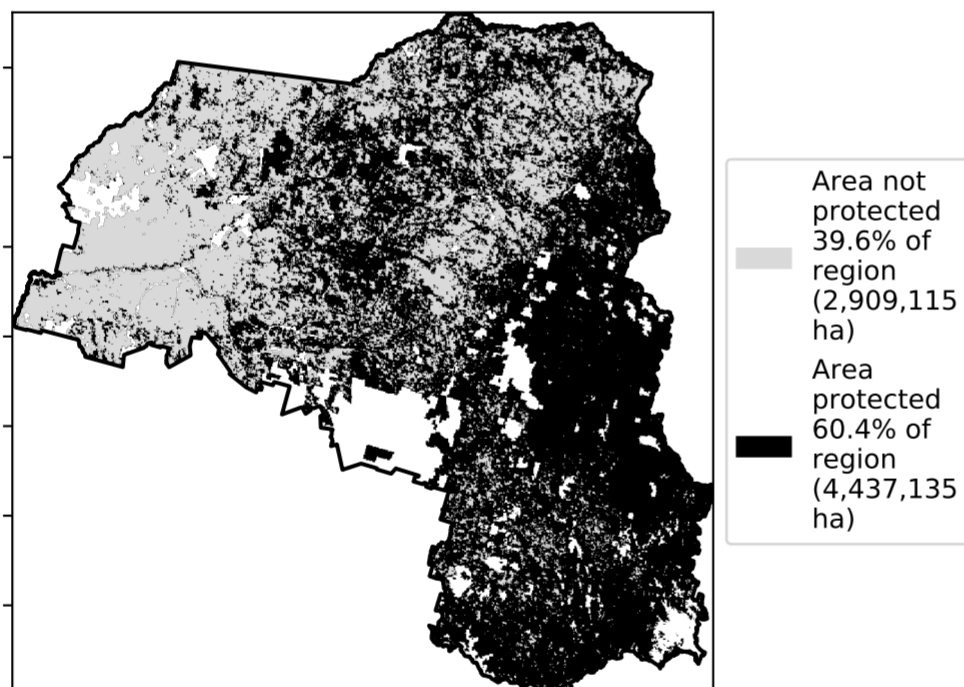 Area not
protected
39.6% of
region
(2,909,115
ha)
Area
protected
60.4% of
region
(4,437,135
ha)